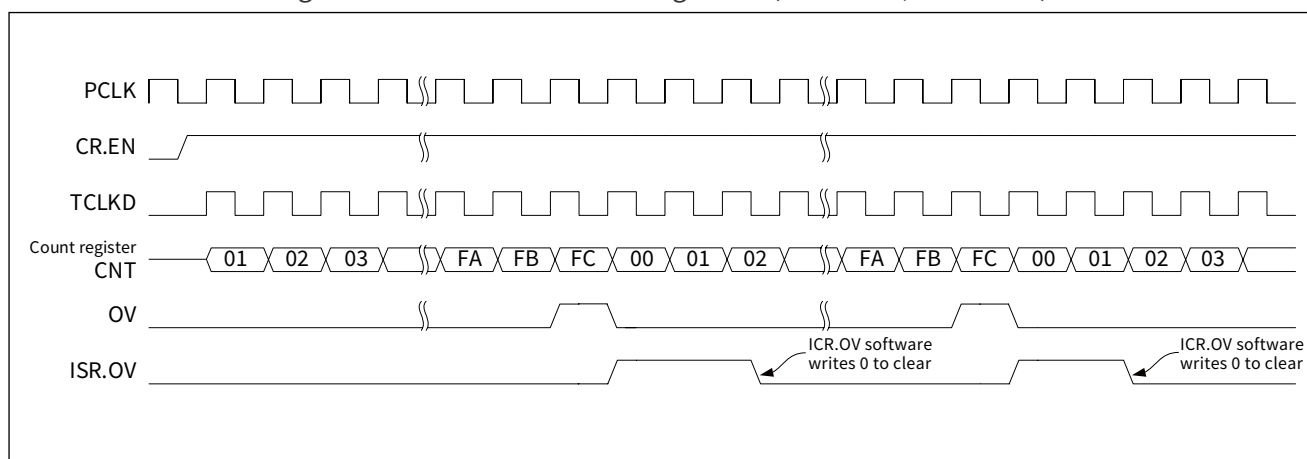 PCLK
CR.EN
TCLKD
Count register
CNT
01 02 03 FA FB FC 00 01 02 FA FB FC 00 01 02 03
OV
ISR.OV
ICR.OV software
writes 0 to clear
ICR.OV software
writes 0 to clear